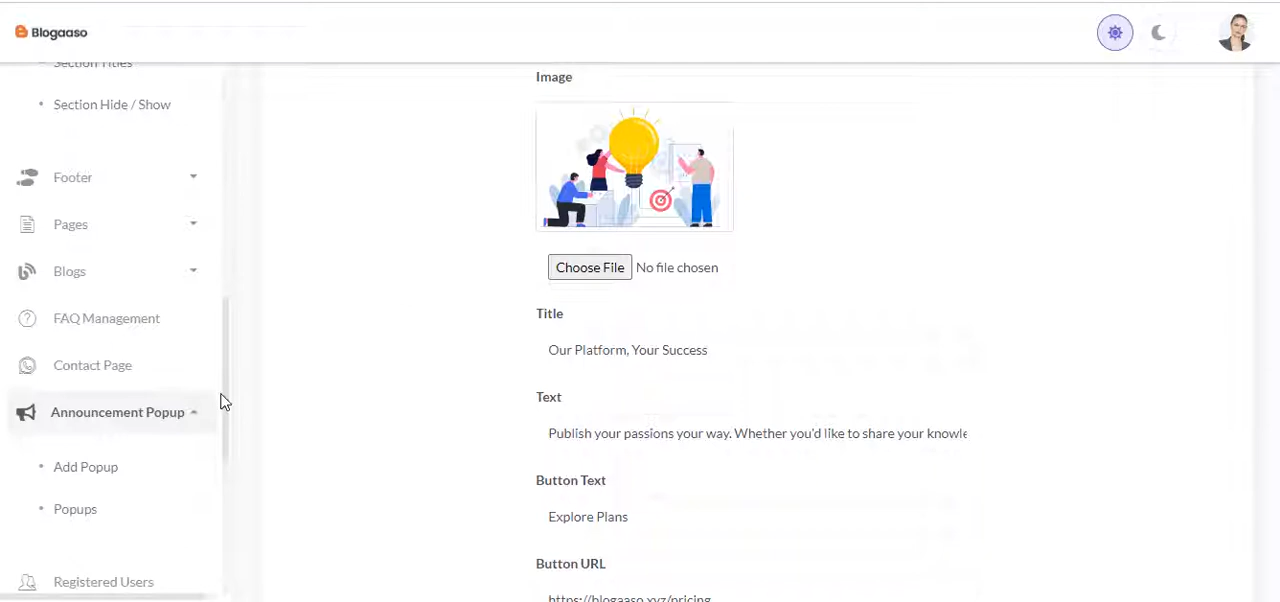 Blogaaso
Section Titles
Section Hide / Show
Footer
Pages
Blogs
FAQ Management
Contact Page
Announcement Popup
Add Popup
Popups
Registered Users
Image
Choose File No file chosen
Title
Our Platform, Your Success
Text
Publish your passions your way. Whether you'd like to share your knowle
Button Text
Explore Plans
Button URL
https://blogaaso.xyz/pricing